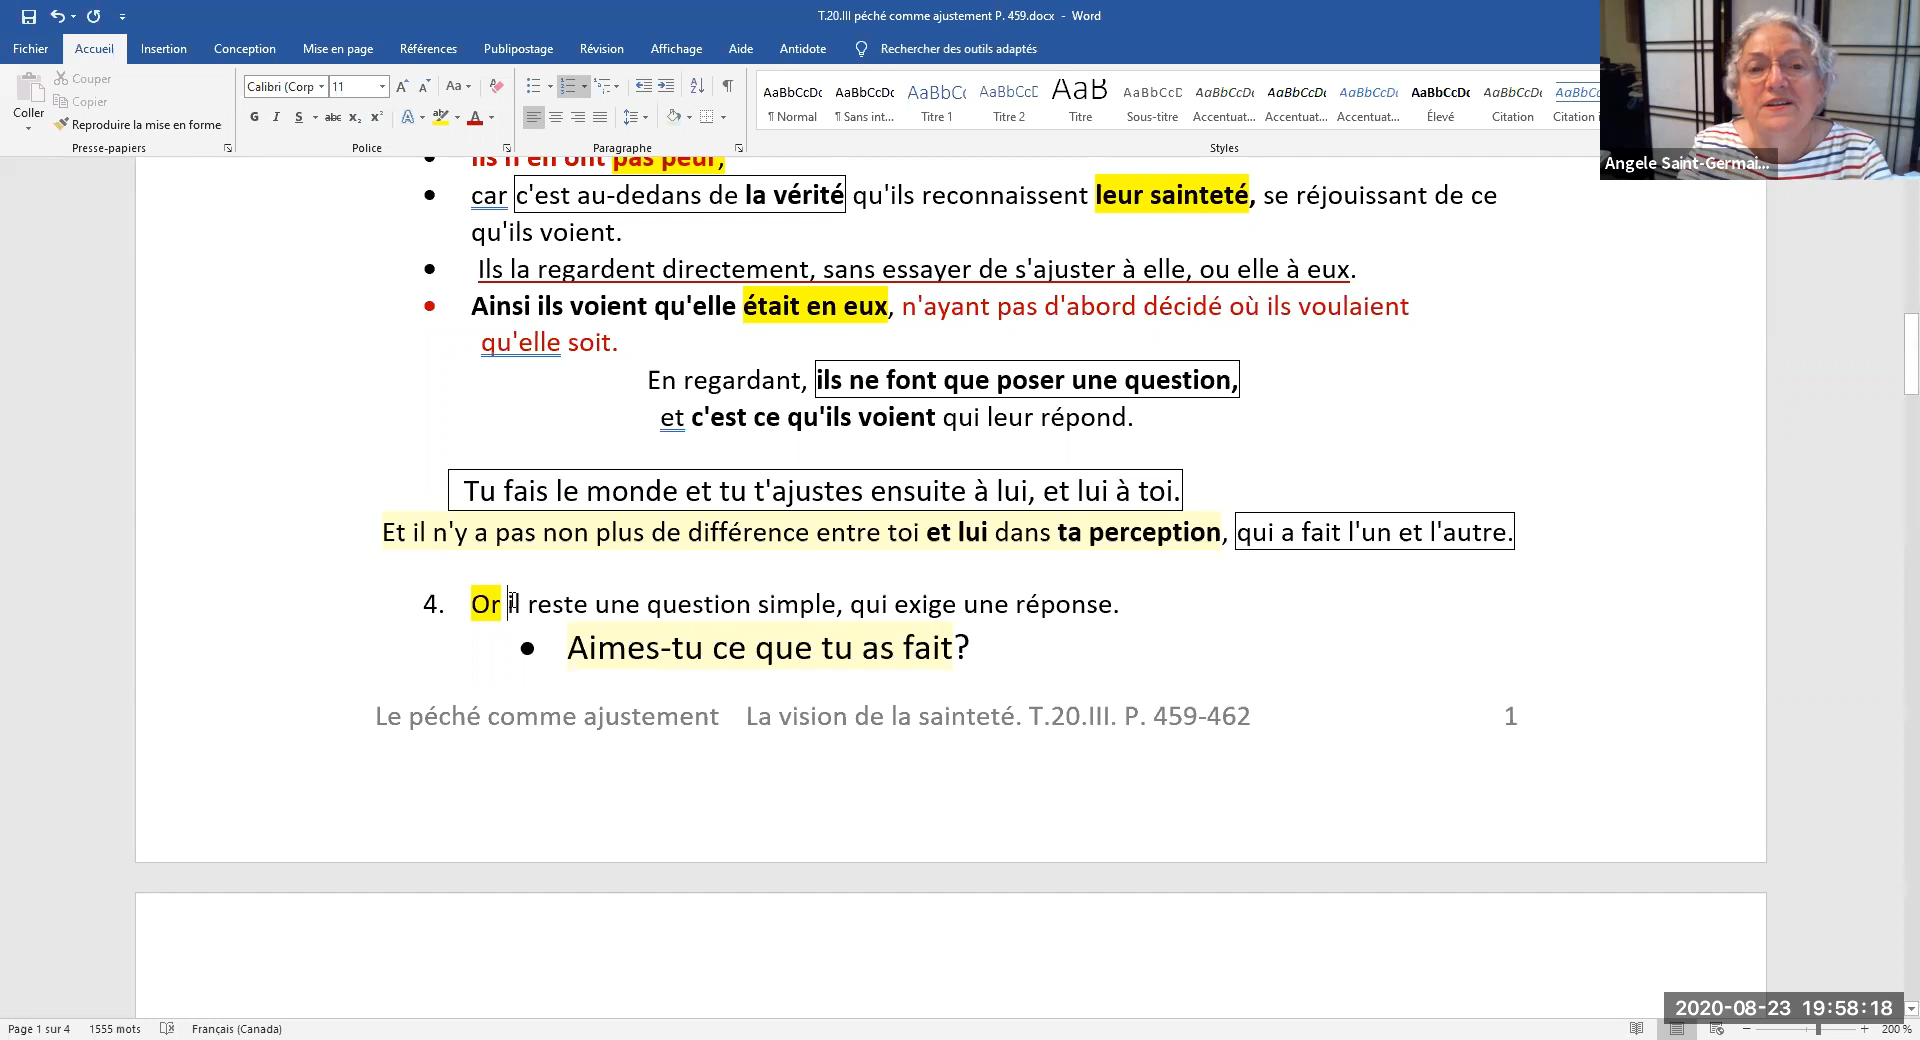 T.20.III péché comme ajustement P. 459.docx - Word
Fichier Accueil Insertion Conception Mise en page Références Publipostage Révision Affichage Aide Antidote Rechercher des outils adaptés
Coller
Couper
Copier
Reproduire la mise en forme
Presse-papiers
Calibri (Corp 11
G I S abc
Police
Paragraphe
AaBbCcDc AaBbCcDc AaBbC( AaBbCcE AaB AaBbCcD AaBbCcDc AaBbCcDc AaBbCcDc AaBbCcDc AaBbCcDc AaBbCcDc
¶ Normal ¶ Sans int... Titre 1 Titre 2 Titre Sous-titre Accentuat... Accentuat... Accentuat... Élevé Citation Citation i
Styles
Angele Saint-Germai...
Ils n'en ont pas peur,
car c'est au-dedans de la vérité qu'ils reconnaissent leur sainteté, se réjouissant de ce
qu'ils voient.
Ils la regardent directement, sans essayer de s'ajuster à elle, ou elle à eux.
Ainsi ils voient qu'elle était en eux, n'ayant pas d'abord décidé où ils voulaient
qu'elle soit.
En regardant, ils ne font que poser une question,
et c'est ce qu'ils voient qui leur répond.
Tu fais le monde et tu t'ajustes ensuite à lui, et lui à toi.
Et il n'y a pas non plus de différence entre toi et lui dans ta perception, qui a fait l'un et l'autre.
4. Or il reste une question simple, qui exige une réponse.
Aimes-tu ce que tu as fait?
Le péché comme ajustement La vision de la sainteté. T.20.III. P. 459-462 1
2020-08-23 19:58:18
Page 1 sur 4 1555 mots Français (Canada) 200 %